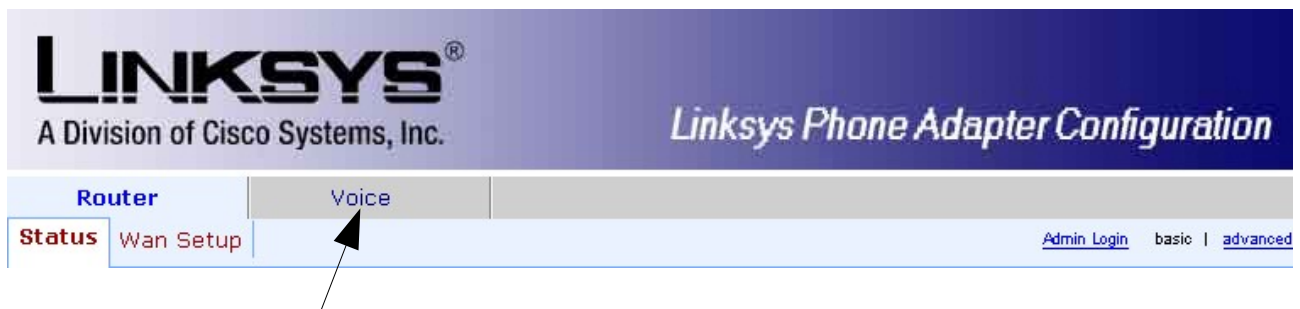 LINKSYS®
A Division of Cisco Systems, Inc.
Linksys Phone Adapter Configuration
Router Voice
Status Wan Setup Admin Login basic | advanced